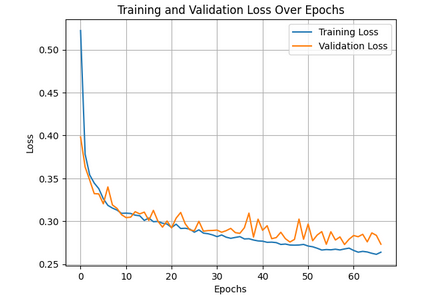 Training and Validation Loss Over Epochs
Training Loss
Validation Loss
0.50
0.45
0.40
0.35
0.30
0.25
Loss
0
10
20
30
40
50
60
Epochs